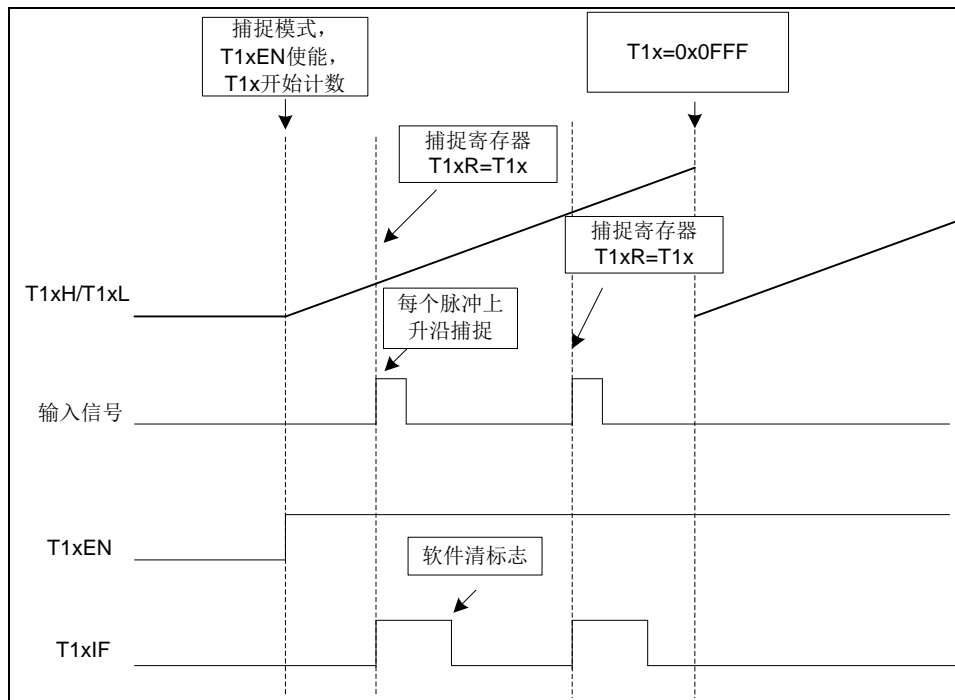 捕捉模式，
T1xEN使能，
T1x开始计数
T1x=0x0FFF
捕捉寄存器
T1xR=T1x
捕捉寄存器
T1xR=T1x
T1xH/T1xL
每个脉冲上
升沿捕捉
输入信号
T1xEN
软件清标志
T1xIF